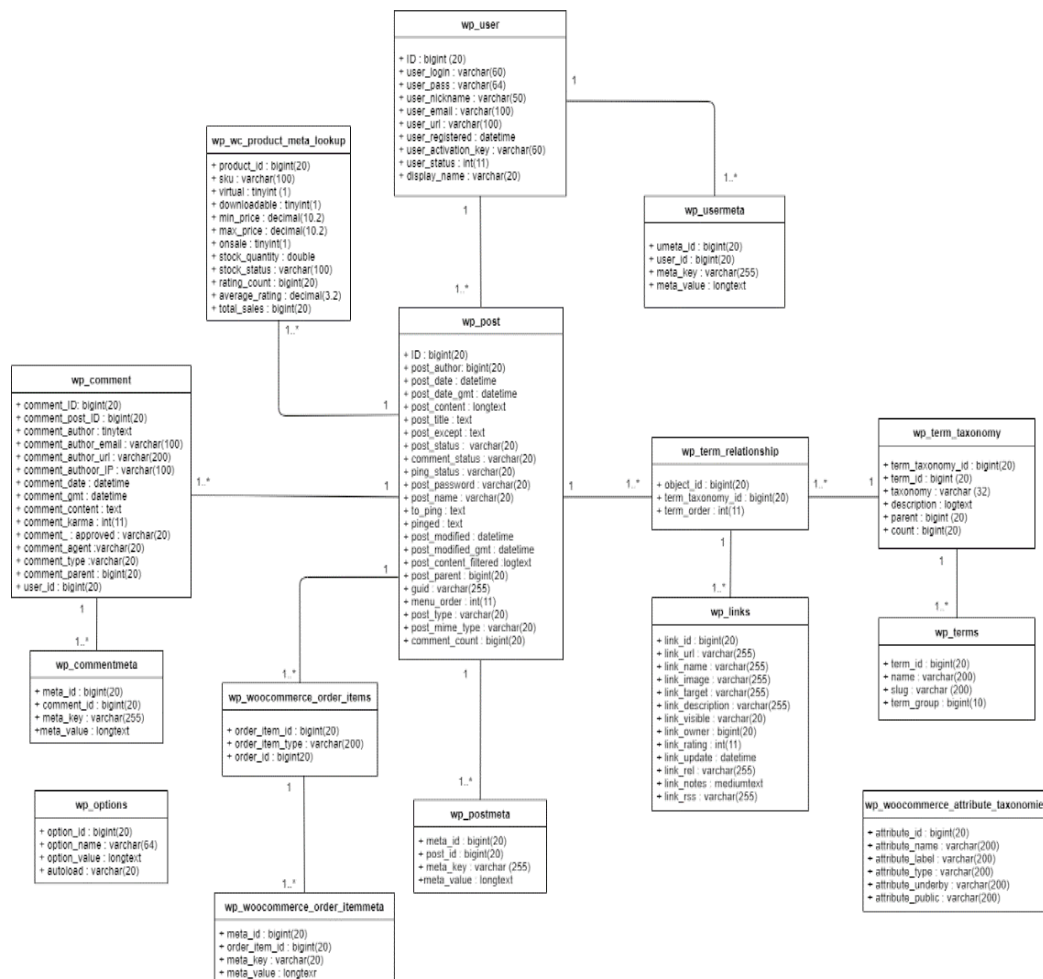 wp_user
+ ID : bigint (20)
+ user_login : varchar(60)
+ user_pass : varchar(64)
+ user_nickname : varchar(50)
+ user_email : varchar(100)
+ user_url : varchar(100)
+ user_registered : datetime
+ user_activation_key : varchar(60)
+ user_status : int(11)
+ display_name : varchar(20)
1
1
1..*
1..*
wp_wc_product_meta_lookup
+ product_id : bigint(20)
+ sku : varchar(100)
+ virtual : tinyint (1)
+ downloadable : tinyint(1)
+ min_price : decimal(10.2)
+ max_price : decimal(10.2)
+ onsale : tinyint(1)
+ stock_quantity : double
+ stock_status : varchar(100)
+ rating_count : bigint(20)
+ average_rating : decimal(3.2)
+ total_sales : bigint(20)
1..*
1
wp_usermeta
+ umeta_id : bigint(20)
+ user_id : bigint(20)
+ meta_key : varchar(255)
+ meta_value : longtext
wp_post
+ ID : bigint(20)
+ post_author: bigint(20)
+ post_date : datetime
+ post_date_gmt : datetime
+ post_content : longtext
+ post_title : text
+ post_except : text
+ post_status : varchar(20)
+ comment_status : varchar(20)
+ ping_status : varchar(20)
+ post_password : varchar(20)
+ post_name : varchar(20)
+ to_ping : text
+ pinged : text
+ post_modified : datetime
+ post_modified_gmt : datetime
+ post_content_filtered :logtext
+ post_parent : bigint(20)
+ guid : varchar(255)
+ menu_order : int(11)
+ post_type : varchar(20)
+ post_mime_type : varchar(20)
+ comment_count : bigint(20)
wp_comment
+ comment_ID: bigint(20)
+ comment_post_ID : bigint(20)
+ comment_author : tinytext
+ comment_author_email : varchar(100)
+ comment_author_url : varchar(200)
+ comment_authoor_IP : varchar(100)
+ comment_date : datetime
+ comment_gmt : datetime
+ comment_content : text
+ comment_karma : int(11)
+ comment_ : approved : varchar(20)
+ comment_agent :varchar(20)
+ comment_type :varchar(20)
+ comment_parent : bigint(20)
+ user_id : bigint(20)
1..*
1
1
1..*
wp_commentmeta
+ meta_id : bigint(20)
+ comment_id : bigint(20)
+ meta_key : varchar(255)
+meta_value : longtext
1
1..*
wp_term_relationship
+ object_id : bigint(20)
+ term_taxonomy_id : bigint(20)
+ term_order : int(11)
1..*
1
wp_term_taxonomy
+ term_taxonomy_id : bigint(20)
+ term_id : bigint (20)
+ taxonomy : varchar (32)
+ description : logtext
+ parent : bigint (20)
+ count : bigint(20)
1
1..*
1
1..*
wp_links
+ link_id : bigint(20)
+ link_url : varchar(255)
+ link_name : varchar(255)
+ link_image : varchar(255)
+ link_target : varchar(255)
+ link_description : varchar(255)
+ link_visible : varchar(20)
+ link_owner : bigint(20)
+ link_rating : int(11)
+ link_update : datetime
+ link_rel : varchar(255)
+ link_notes : mediumtext
+ link_rss : varchar(255)
wp_terms
+ term_id : bigint(20)
+ name : varchar(200)
+ slug : varchar (200)
+ term_group : bigint(10)
1
1..*
wp_woocommerce_order_items
+ order_item_id : bigint(20)
+ order_item_type : varchar(200)
+ order_id : bigint20)
1
1..*
1
1..*
wp_options
+ option_id : bigint(20)
+ option_name : varchar(64)
+ option_value : longtext
+ autoload : varchar(20)
wp_postmeta
+ meta_id : bigint(20)
+ post_id : bigint(20)
+ meta_key : varchar (255)
+meta_value : longtext
wp_woocommerce_attribute_taxonomie
+ attribute_id : bigint(20)
+ attribute_name : varchar(200)
+ attribute_label : varchar(200)
+ attribute_type : varchar(200)
+ attribute_underby : varchar(200)
+ attribute_public : varchar(200)
wp_woocommerce_order_itemmeta
+ meta_id : bigint(20)
+ order_item_id : bigint(20)
+ meta_key : varchar(20)
+ meta_value : longtexr